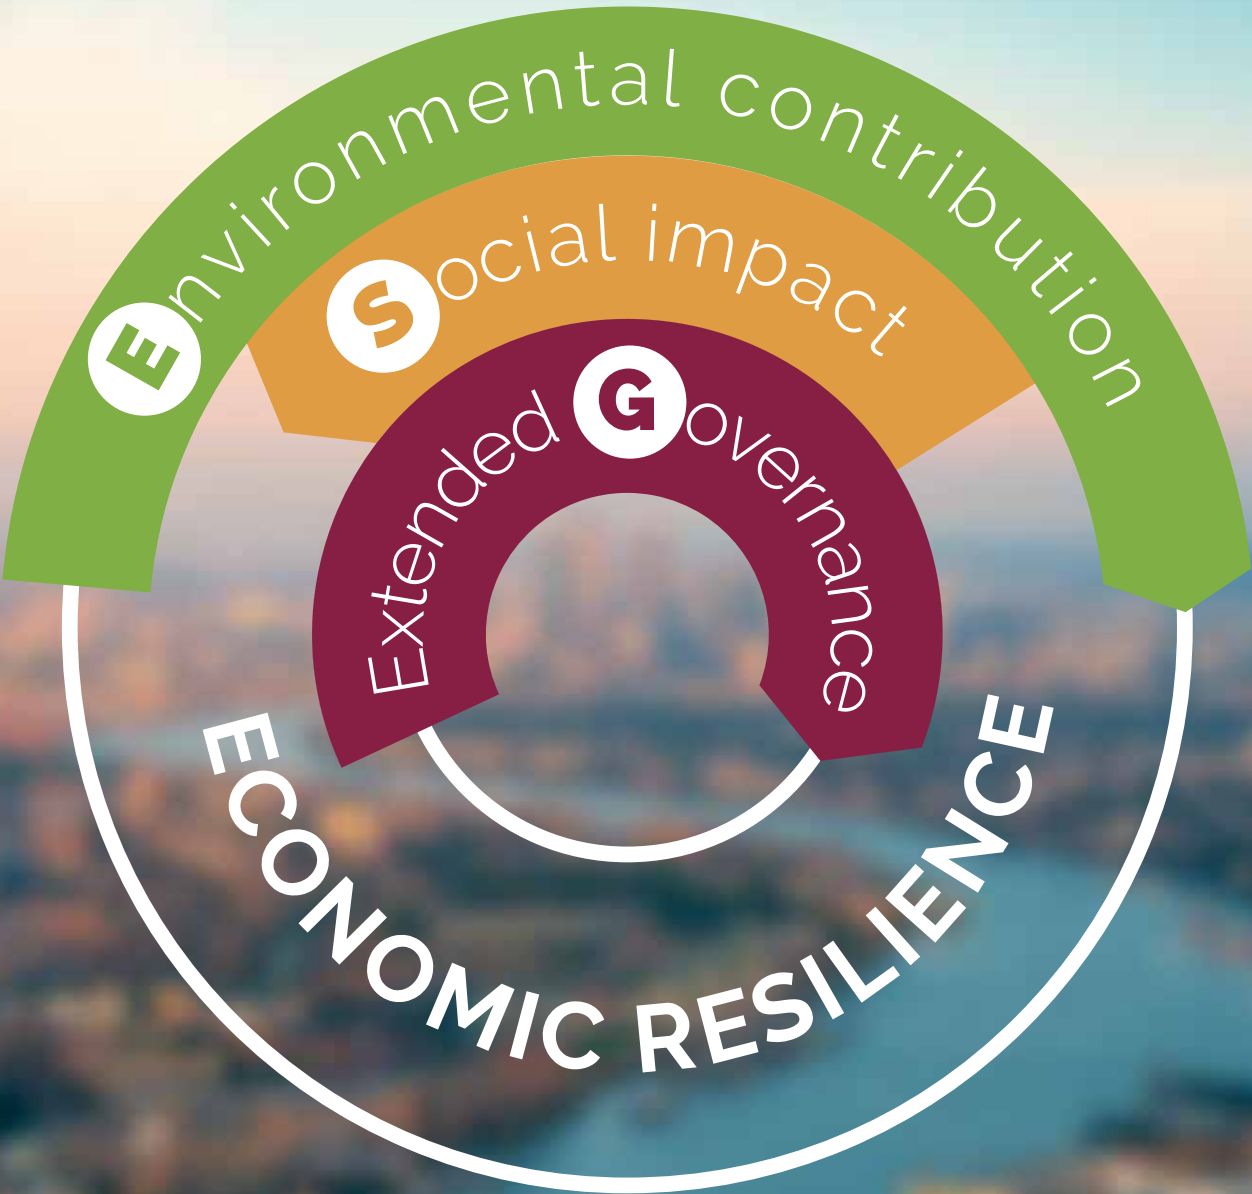 Environmental contribution
Social impact
Extended Governance
ECONOMIC RESILIENCE